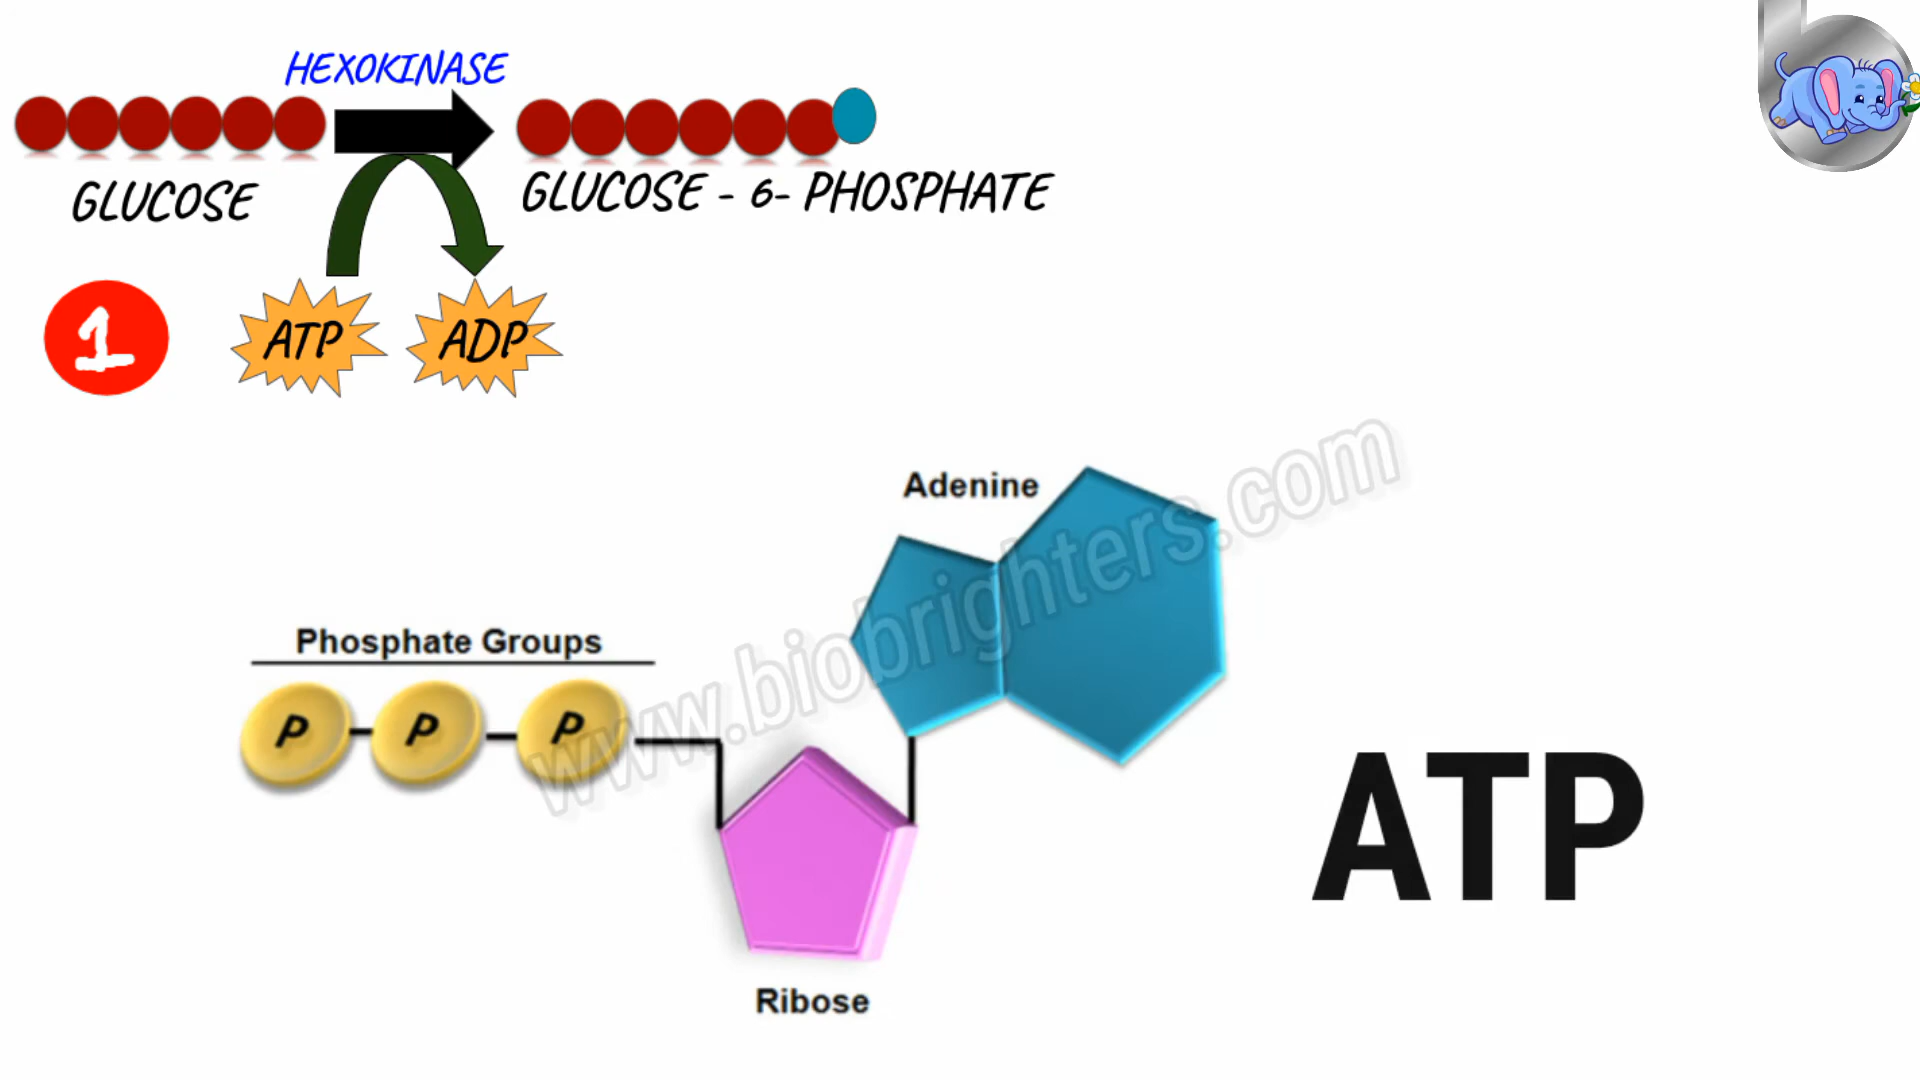 HEXOKINASE
GLUCOSE
GLUCOSE - 6- PHOSPHATE
1
ATP
ADP
Adenine
www.biobrighters.com
Phosphate Groups
P
P
P
ATP
Ribose